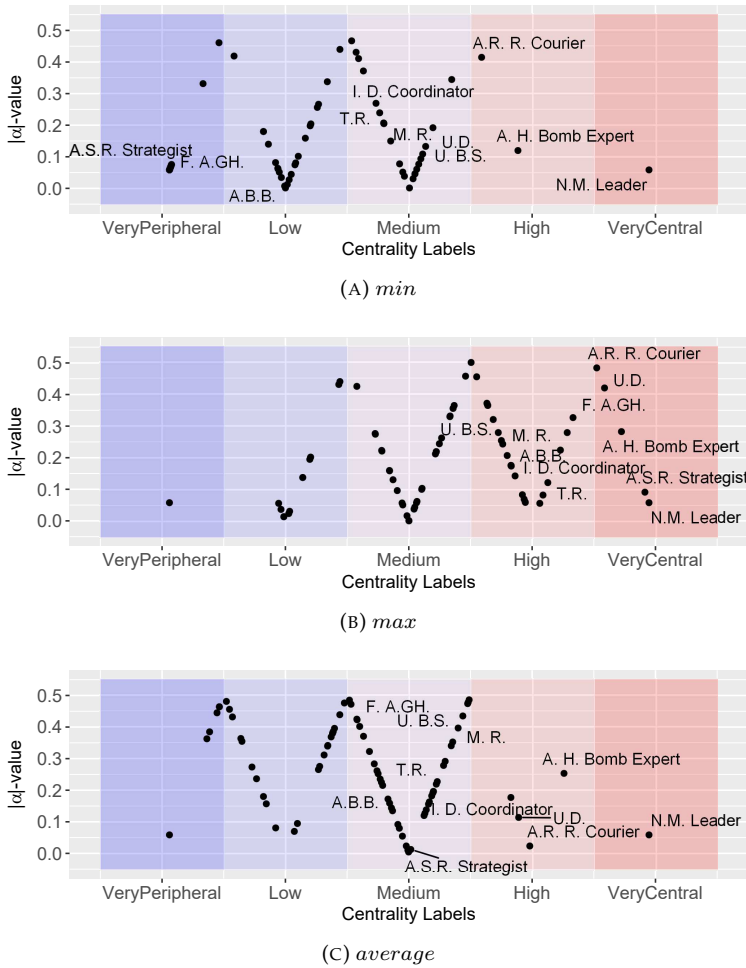 0.5
0.4
0.3
0.2
0.1
0.0
|α|-value
A.R. R. Courier
I. D. Coordinator
T.R.
M. R.
A. H. Bomb Expert
U.D.
A.S.R. Strategist
U. B.S.
F. A.GH.
N.M. Leader
A.B.B.
VeryPeripheral Low Medium High VeryCentral
Centrality Labels
(A) min
0.5
0.4
0.3
0.2
0.1
0.0
|α|-value
A.R. R. Courier
U.D.
F. A.GH.
U. B.S.
M. R.
A. H. Bomb Expert
A.B.B.
I. D. Coordinator
A.S.R. Strategist
T.R.
N.M. Leader
VeryPeripheral Low Medium High VeryCentral
Centrality Labels
(B) max
0.5
0.4
0.3
0.2
0.1
0.0
|α|-value
F. A.GH.
U. B.S.
M. R.
A. H. Bomb Expert
T.R.
A.B.B.
I. D. Coordinator
U.D.
N.M. Leader
A.R. R. Courier
A.S.R. Strategist
VeryPeripheral Low Medium High VeryCentral
Centrality Labels
(C) average